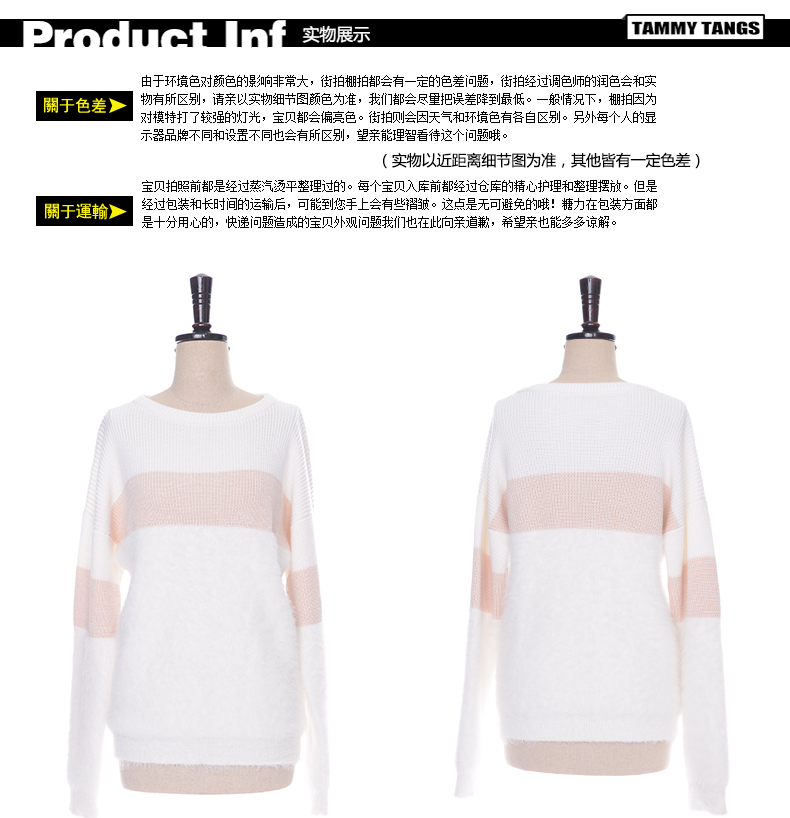 Product Inf 实物展示 TAMMY TANGS
由于环境色对颜色的影响非常大，街拍棚拍都会有一定的色差问题，街拍经过调色师的润色会和实
關于色差 物有所区别，请亲以实物细节图颜色为准，我们都会尽量把误差降到最低。一般情况下，棚拍因为
对模特打了较强的灯光，宝贝都会偏亮色。街拍则会因天气和环境色有各自区别。另外每个人的显
示器品牌不同和设置不同也会有所区别，望亲能理智看待这个问题哦。
（实物以近距离细节图为准，其他皆有一定色差）
宝贝拍照前都是经过蒸汽烫平整理过的。每个宝贝入库前都经过仓库的精心护理和整理摆放。但是
關于運輸 经过包装和长时间的运输后，可能到您手上会有些褶皱。这点是无可避免的哦！糖力在包装方面都
是十分用心的，快递问题造成的宝贝外观问题我们也在此向亲道歉，希望亲也能多多谅解。